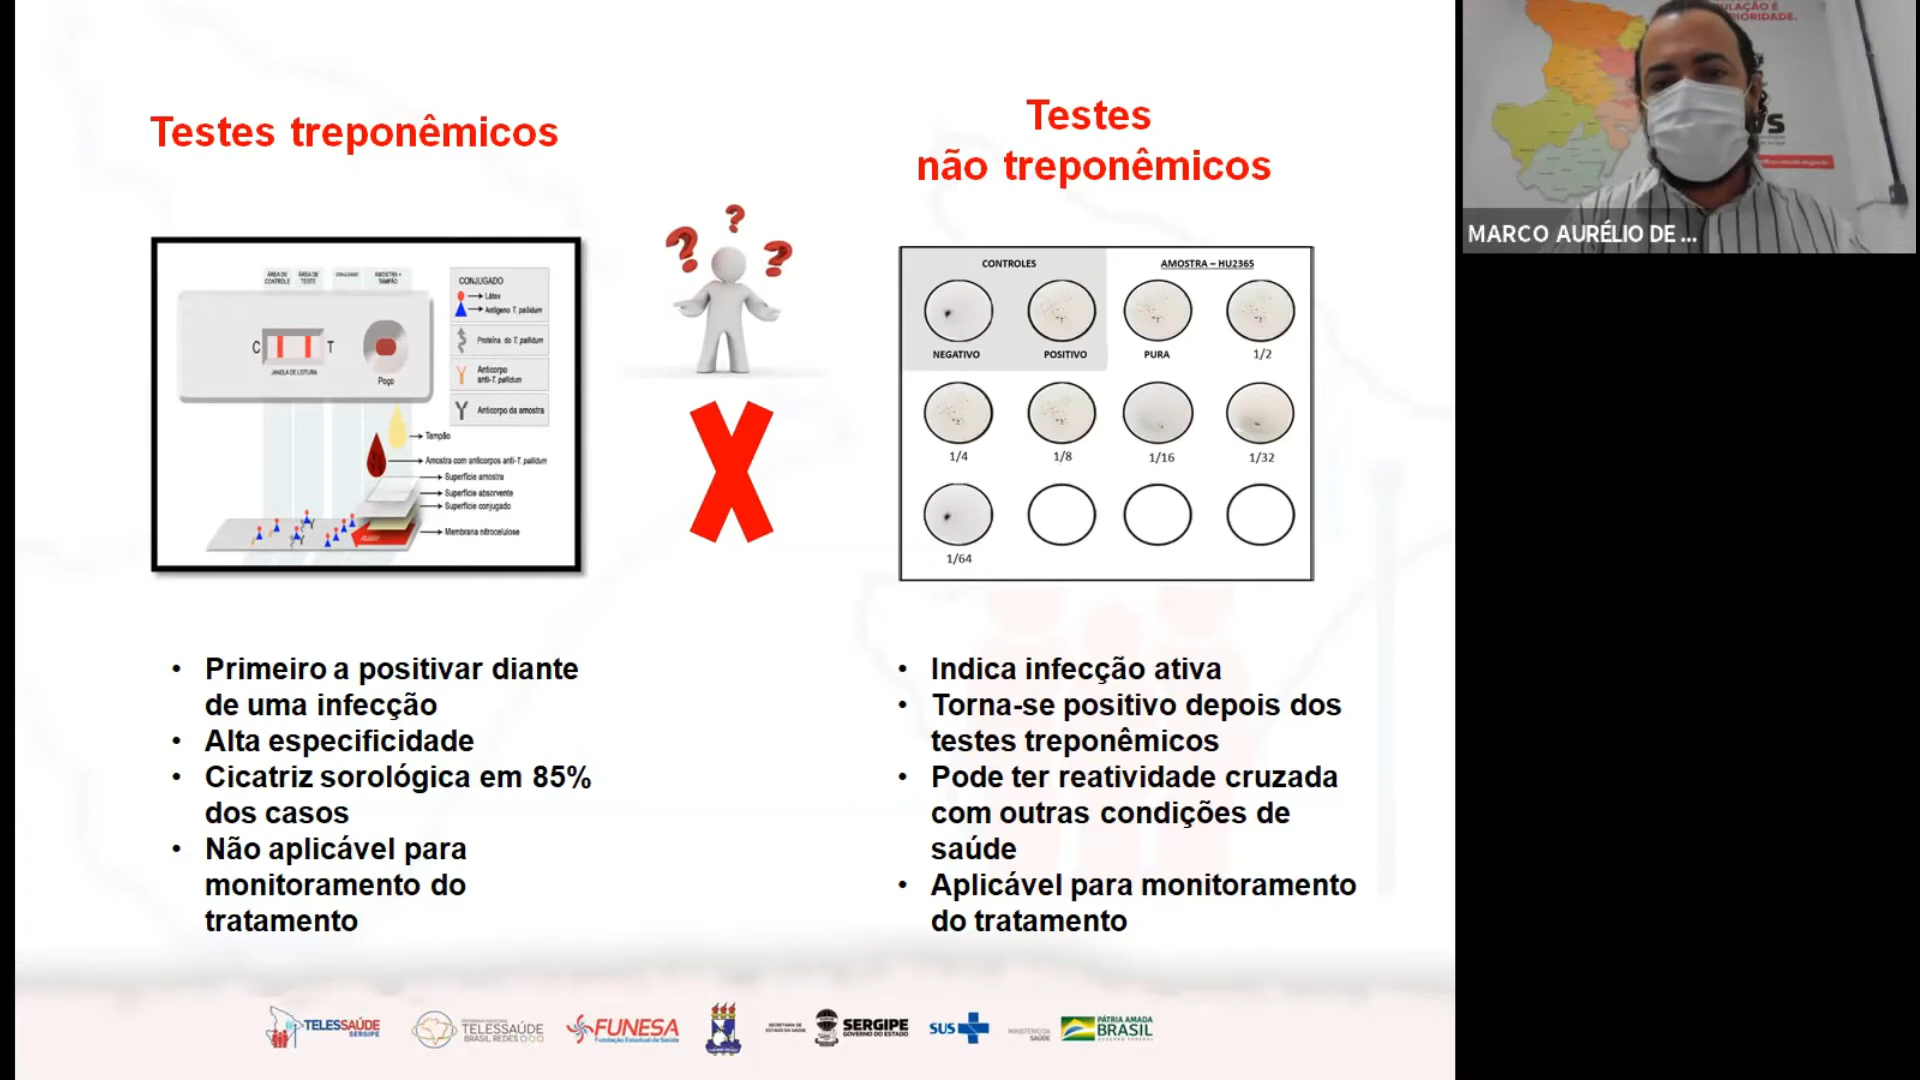 Testes treponêmicos
ÁREA DE CONTROLE
ÁREA DE TESTE
CONJUGADO
AMOSTRA + TAMPÃO
C
T
JANELA DE LEITURA
Poço
CONJUGADO
Látex
Antígeno T. pallidum
Proteína do T. pallidum
Anticorpo
anti-T. pallidum
Anticorpo da amostra
Tampão
Amostra com anticorpos anti-T. pallidum
Superfície amostra
Superfície absorvente
Superfície conjugado
Membrana nitrocelulose
FLUXO
• Primeiro a positivar diante
de uma infecção
• Alta especificidade
• Cicatriz sorológica em 85%
dos casos
• Não aplicável para
monitoramento do
tratamento
???
X
Testes
não treponêmicos
CONTROLES
AMOSTRA – HU2365
NEGATIVO
POSITIVO
PURA
1/2
1/4
1/8
1/16
1/32
1/64
• Indica infecção ativa
• Torna-se positivo depois dos
testes treponêmicos
• Pode ter reatividade cruzada
com outras condições de
saúde
• Aplicável para monitoramento
do tratamento
TELESSAÚDE
SERGIPE
TELESSAÚDE
BRASIL REDES
FUNESA
Fundação Estadual de Saúde
SECRETARIA DE
ESTADO DA SAÚDE
SERGIPE
GOVERNO DO ESTADO
SUS
MINISTÉRIO DA
SAÚDE
PÁTRIA AMADA
BRASIL
GOVERNO FEDERAL
ULAÇÃO É
RIORIDADE.
MARCO AURÉLIO DE ...